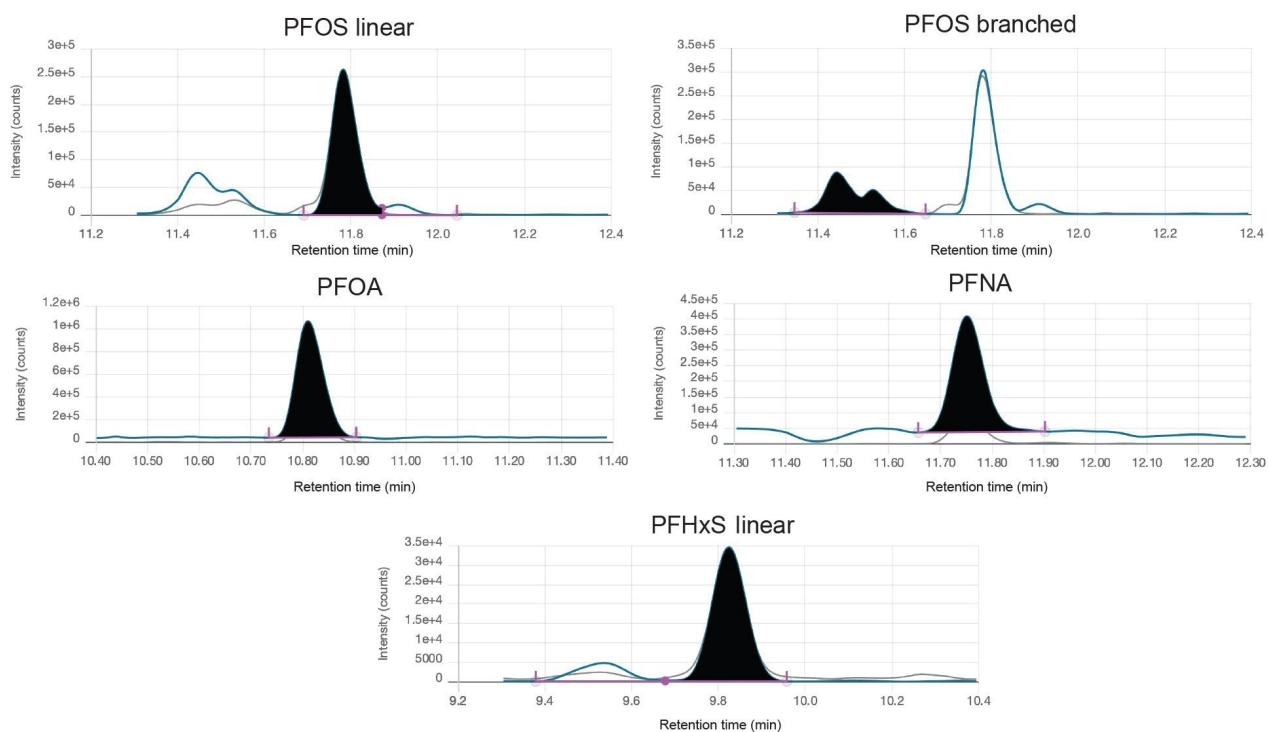 PFOS linear
3e+5
2.5e+5
2e+5
1.5e+5
1e+5
5e+4
0
Intensity (counts)
11.2 11.4 11.6 11.8 12.0 12.2 12.4
Retention time (min)
PFOS branched
3.5e+5
3e+5
2.5e+5
2e+5
1.5e+5
1e+5
5e+4
0
Intensity (counts)
11.2 11.4 11.6 11.8 12.0 12.2 12.4
Retention time (min)
PFOA
1.2e+6
1e+6
8e+5
6e+5
4e+5
2e+5
0
Intensity (counts)
10.40 10.50 10.60 10.70 10.80 10.90 11.00 11.10 11.20 11.30 11.40
Retention time (min)
PFNA
4.5e+5
4e+5
3.5e+5
3e+5
2.5e+5
2e+5
1.5e+5
1e+5
5e+4
0
Intensity (counts)
11.30 11.40 11.50 11.60 11.70 11.80 11.90 12.00 12.10 12.20 12.30
Retention time (min)
PFHxS linear
3.5e+4
3e+4
2.5e+4
2e+4
1.5e+4
1e+4
5000
0
Intensity (counts)
9.2 9.4 9.6 9.8 10.0 10.2 10.4
Retention time (min)